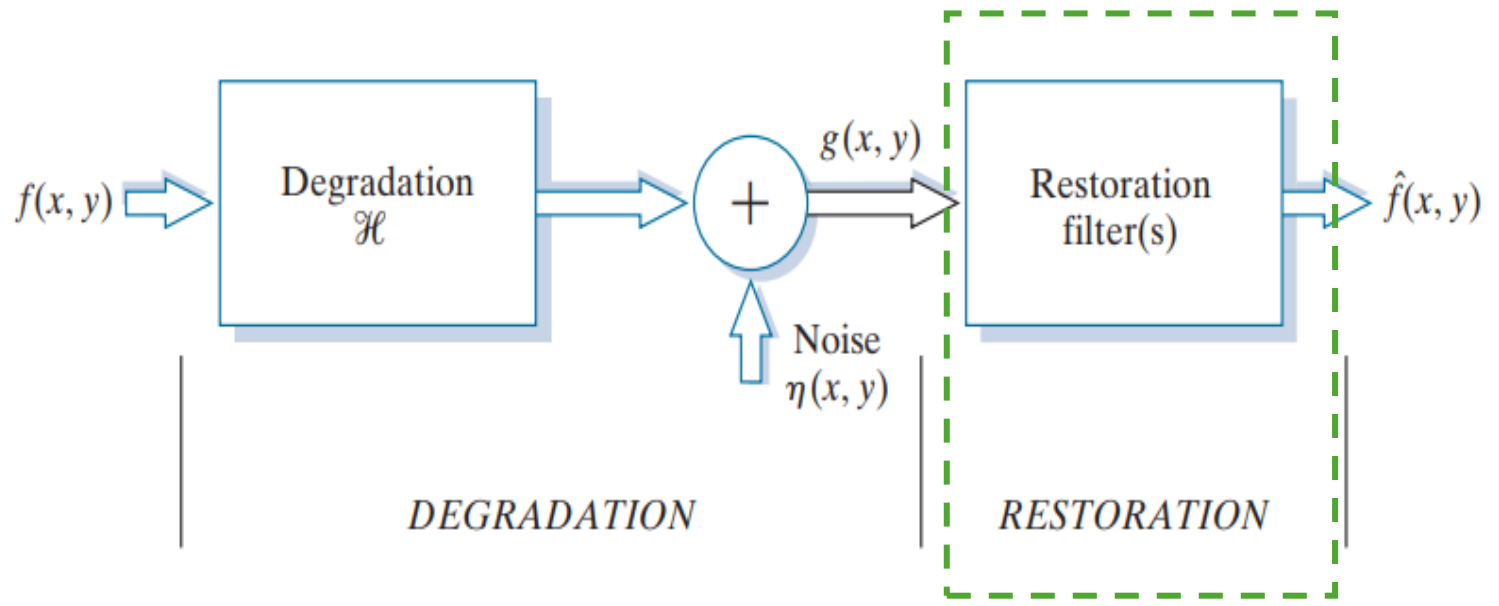 f(x, y)
Degradation
ℋ
+
Noise
η(x, y)
g(x, y)
Restoration
filter(s)
f̂(x, y)
DEGRADATION
RESTORATION